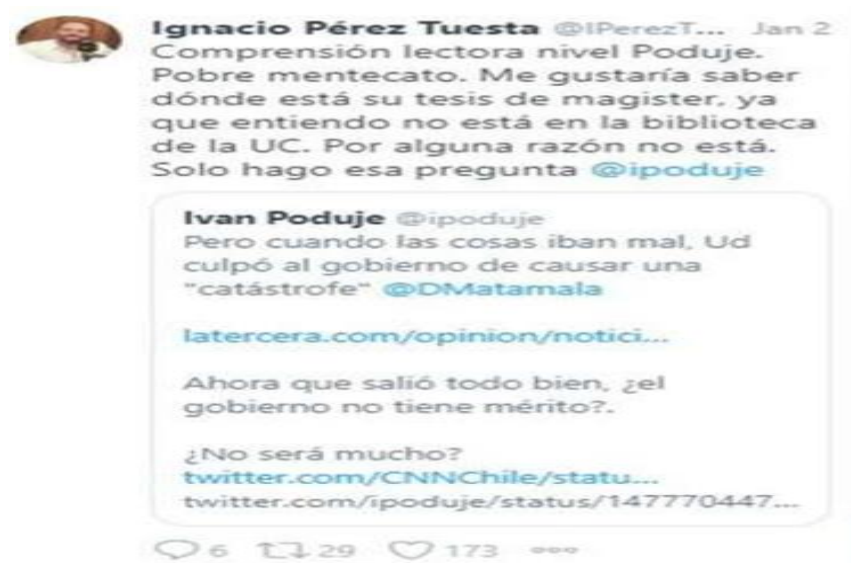 Ignacio Pérez Tuesta @IPerezT... Jan 2
Comprensión lectora nivel Poduje.
Pobre mentecato. Me gustaría saber
dónde está su tesis de magister, ya
que entiendo no está en la biblioteca
de la UC. Por alguna razón no está.
Solo hago esa pregunta @ipoduje
Ivan Poduje @ipoduje
Pero cuando las cosas iban mal, Ud
culpó al gobierno de causar una
"catástrofe" @DMatamala
latercera.com/opinion/notici...
Ahora que salió todo bien, ¿el
gobierno no tiene mérito?.
¿No será mucho?
twitter.com/CNNChile/statu...
twitter.com/ipoduje/status/147770447...
6 29 173